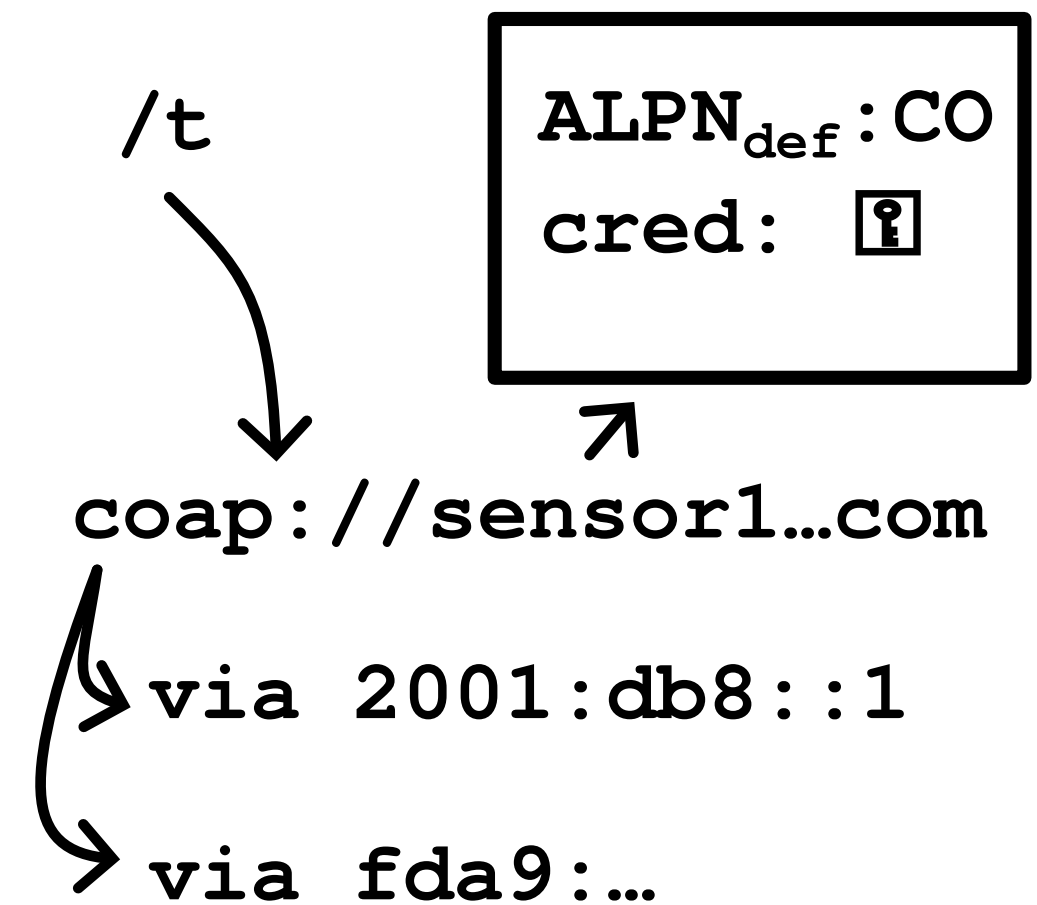 /t
ALPNdef:CO
cred: 🔑
coap://sensor1…com
via 2001:db8::1
via fda9:…